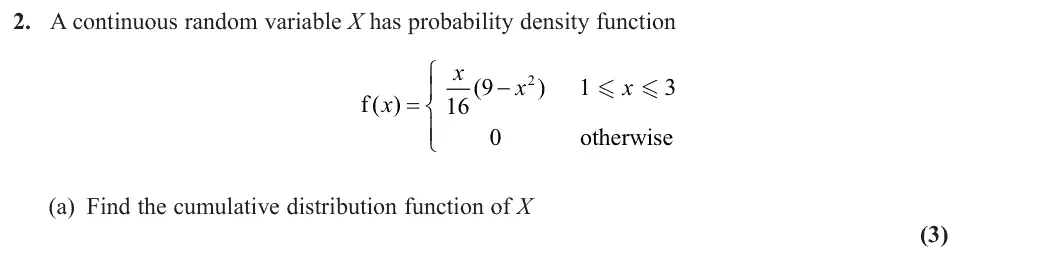 2. A continuous random variable X has probability density function
f(x) = { x/16 (9 − x²) 1 ⩽ x ⩽ 3
0 otherwise
(a) Find the cumulative distribution function of X
(3)